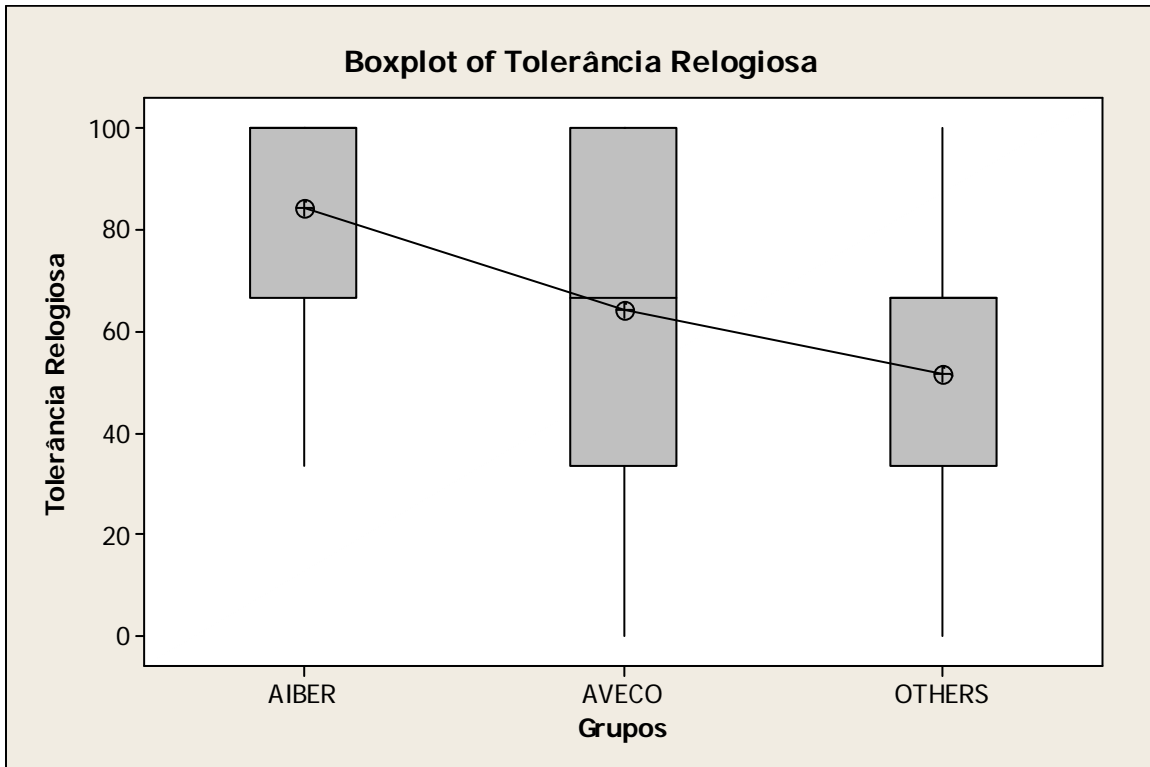 Boxplot of Tolerância Relogiosa
Tolerância Relogiosa
100
80
60
40
20
0
AIBER AVECO OTHERS
Grupos